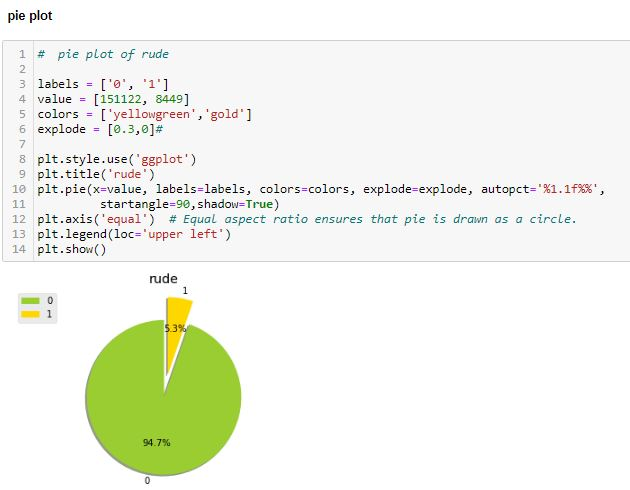 pie plot
1 #  pie plot of rude
2
3 labels = ['0', '1']
4 value = [151122, 8449]
5 colors = ['yellowgreen','gold']
6 explode = [0.3,0]#
7
8 plt.style.use('ggplot')
9 plt.title('rude')
10 plt.pie(x=value, labels=labels, colors=colors, explode=explode, autopct='%1.1f%%',
11         startangle=90,shadow=True)
12 plt.axis('equal')  # Equal aspect ratio ensures that pie is drawn as a circle.
13 plt.legend(loc='upper left')
14 plt.show()
rude
0
1
1
5.3%
94.7%
0